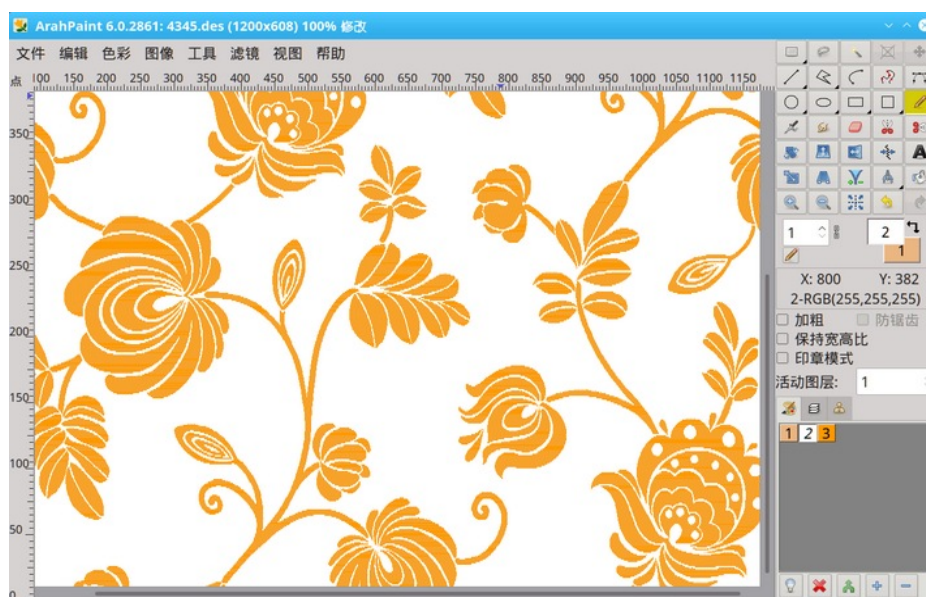 ArahPaint 6.0.2861: 4345.des (1200x608) 100% 修改
文件 编辑 色彩 图像 工具 滤镜 视图 帮助
点 100 150 200 250 300 350 400 450 500 550 600 650 700 750 800 850 900 950 1000 1050 1100 1150
350
300
250
200
150
100
50
0
A
1 2
1
X: 800 Y: 382
2-RGB(255,255,255)
加粗 防锯齿
保持宽高比
印章模式
活动图层: 1
1 2 3